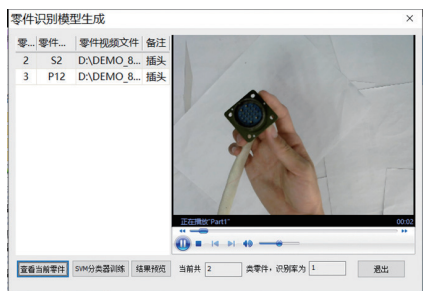 零件识别模型生成
零... 零件... 零件视频文件 备注
2 S2 D:\DEMO_8... 插头
3 P12 D:\DEMO_8... 插头
正在播放"Part1" 00:02
查看当前零件 SVM分类器训练 结果预览 当前共 2 类零件，识别率为 1 退出